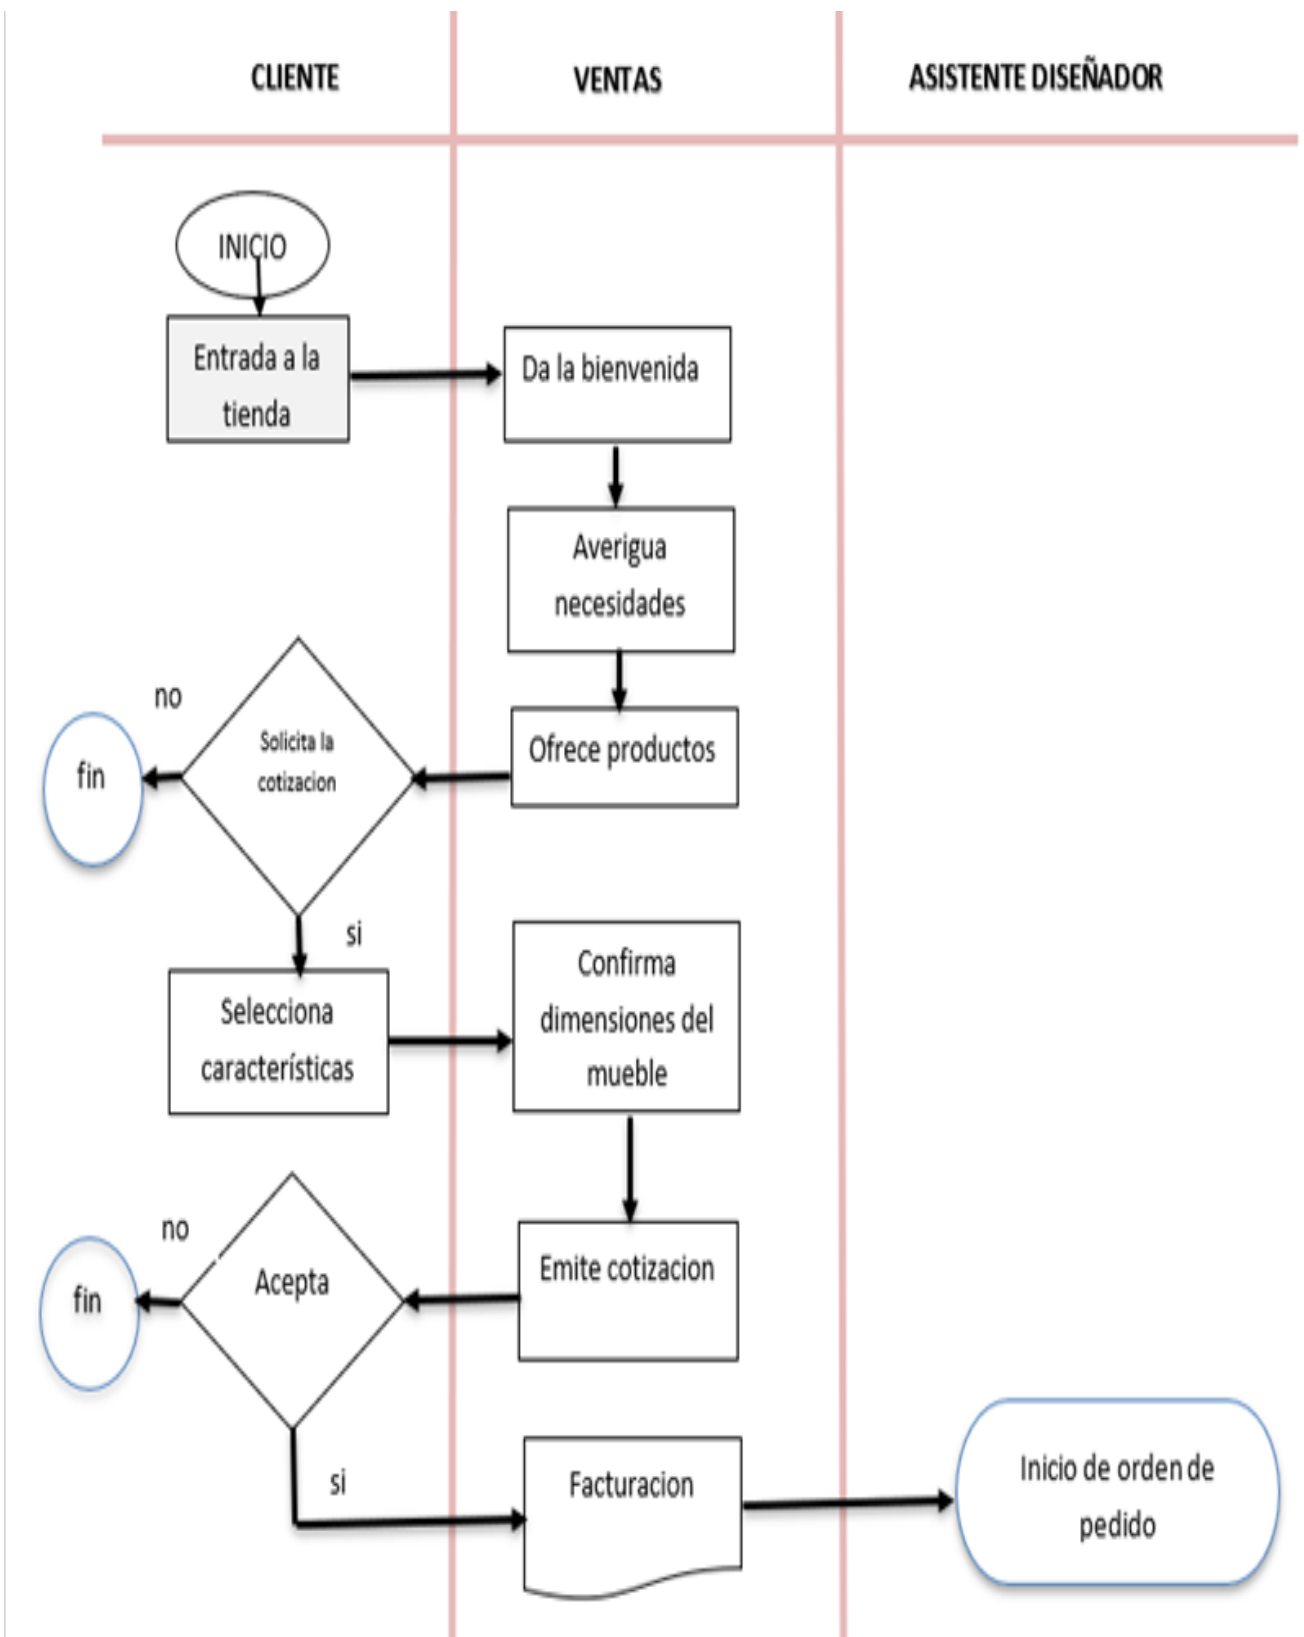 CLIENTE
VENTAS
ASISTENTE DISEÑADOR
INICIO
Entrada a la
tienda
Da la bienvenida
Averigua
necesidades
Ofrece productos
Solicita la
cotizacion
no
fin
si
Selecciona
características
Confirma
dimensiones del
mueble
Emite cotizacion
Acepta
no
fin
si
Facturacion
Inicio de orden de
pedido